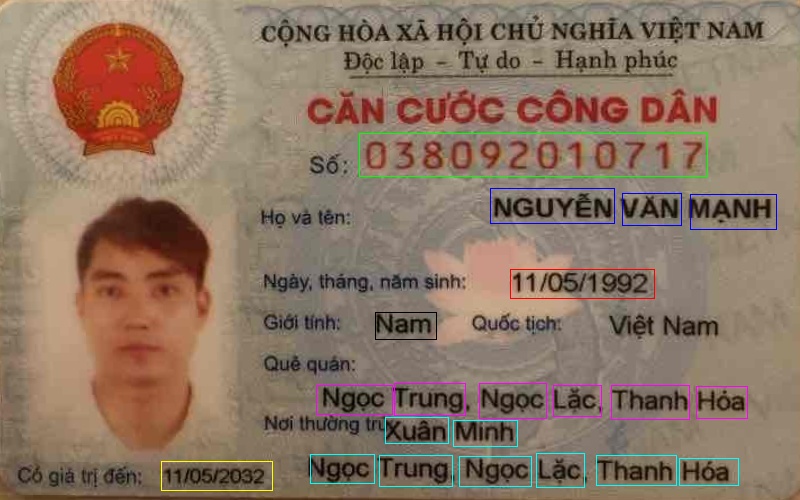 CỘNG HÒA XÃ HỘI CHỦ NGHĨA VIỆT NAM
Độc lập - Tự do - Hạnh phúc
CĂN CƯỚC CÔNG DÂN
Số: 038092010717
Họ và tên: NGUYỄN VĂN MẠNH
Ngày, tháng, năm sinh: 11/05/1992
Giới tính: Nam Quốc tịch: Việt Nam
Quê quán:
Ngọc Trung, Ngọc Lặc, Thanh Hóa
Nơi thường trú Xuân Minh
Ngọc Trung, Ngọc Lặc, Thanh Hóa
Có giá trị đến: 11/05/2032